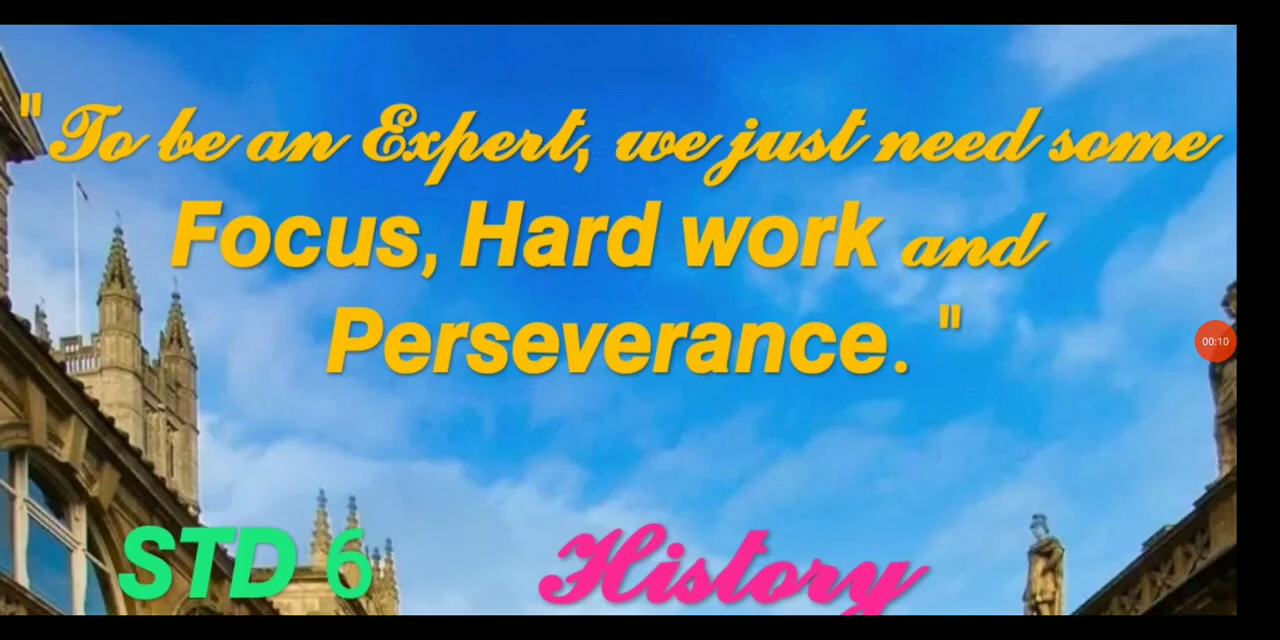 "To be an Expert, we just need some
Focus, Hard work and
Perseverance. "
00:10
STD 6 History